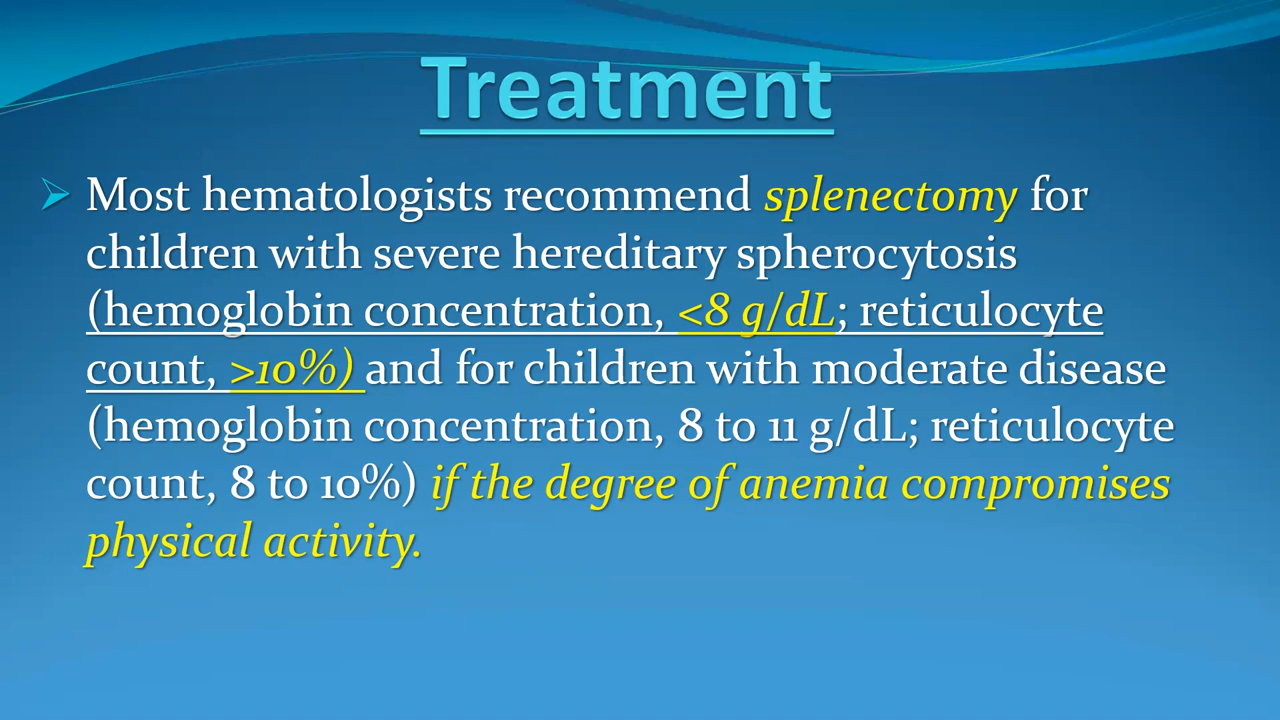 Treatment
Most hematologists recommend splenectomy for
children with severe hereditary spherocytosis
(hemoglobin concentration, <8 g/dL; reticulocyte
count, >10%) and for children with moderate disease
(hemoglobin concentration, 8 to 11 g/dL; reticulocyte
count, 8 to 10%) if the degree of anemia compromises
physical activity.